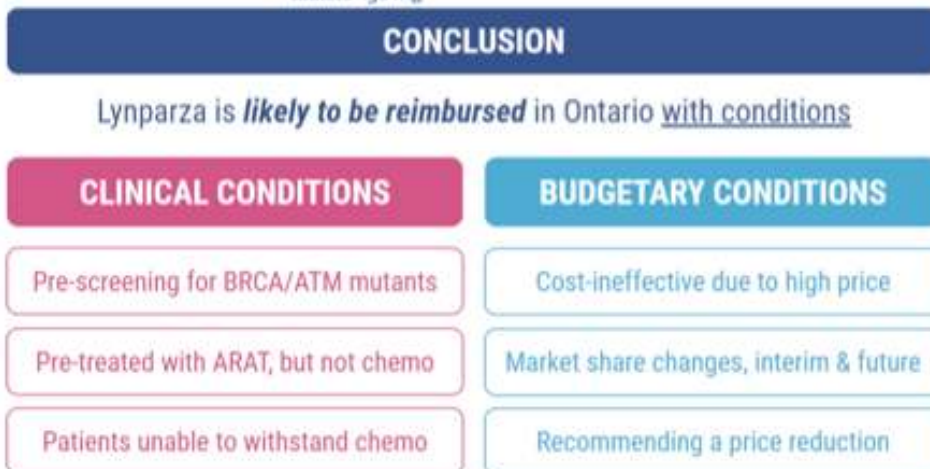 CONCLUSION
Lynparza is likely to be reimbursed in Ontario with conditions
CLINICAL CONDITIONS
Pre-screening for BRCA/ATM mutants
Pre-treated with ARAT, but not chemo
Patients unable to withstand chemo
BUDGETARY CONDITIONS
Cost-ineffective due to high price
Market share changes, interim & future
Recommending a price reduction